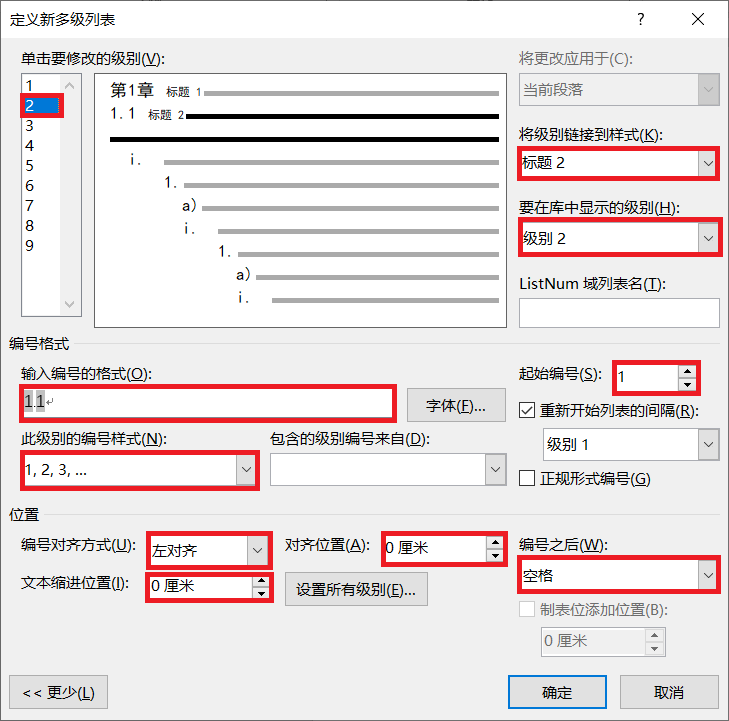 定义新多级列表
?
单击要修改的级别(V):
将更改应用于(C):
1
2
3
4
5
6
7
8
9
第1章 标题 1
1.1 标题 2
i.
1.
a)
i.
1.
a)
i.
当前段落
将级别链接到样式(K):
标题 2
要在库中显示的级别(H):
级别 2
ListNum 域列表名(T):
编号格式
输入编号的格式(O):
1.1
字体(F)...
起始编号(S):
1
此级别的编号样式(N):
1, 2, 3, ...
包含的级别编号来自(D):
重新开始列表的间隔(R):
级别 1
正规形式编号(G)
位置
编号对齐方式(U):
左对齐
对齐位置(A):
0 厘米
编号之后(W):
空格
文本缩进位置(I):
0 厘米
设置所有级别(E)...
制表位添加位置(B):
0 厘米
<< 更少(L)
确定
取消